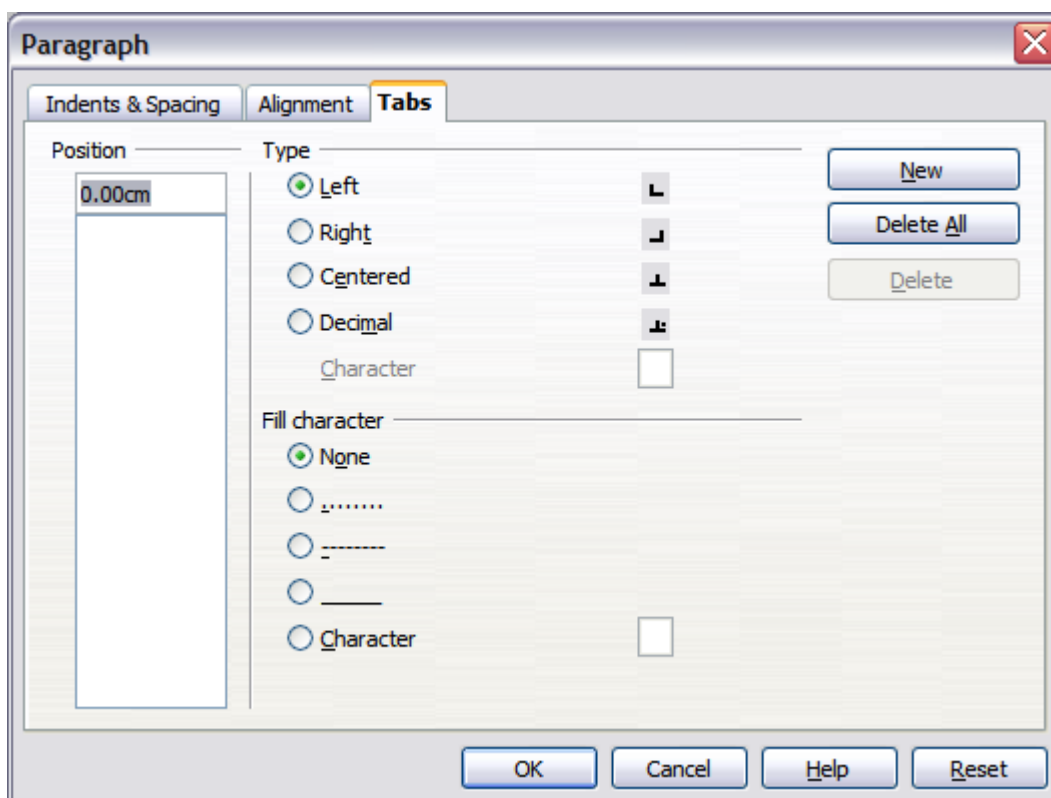 Paragraph
Indents & Spacing Alignment Tabs
Position Type
0.00cm
Left
Right
Centered
Decimal
Character
New
Delete All
Delete
Fill character
None
........
--------
_____
Character
OK Cancel Help Reset